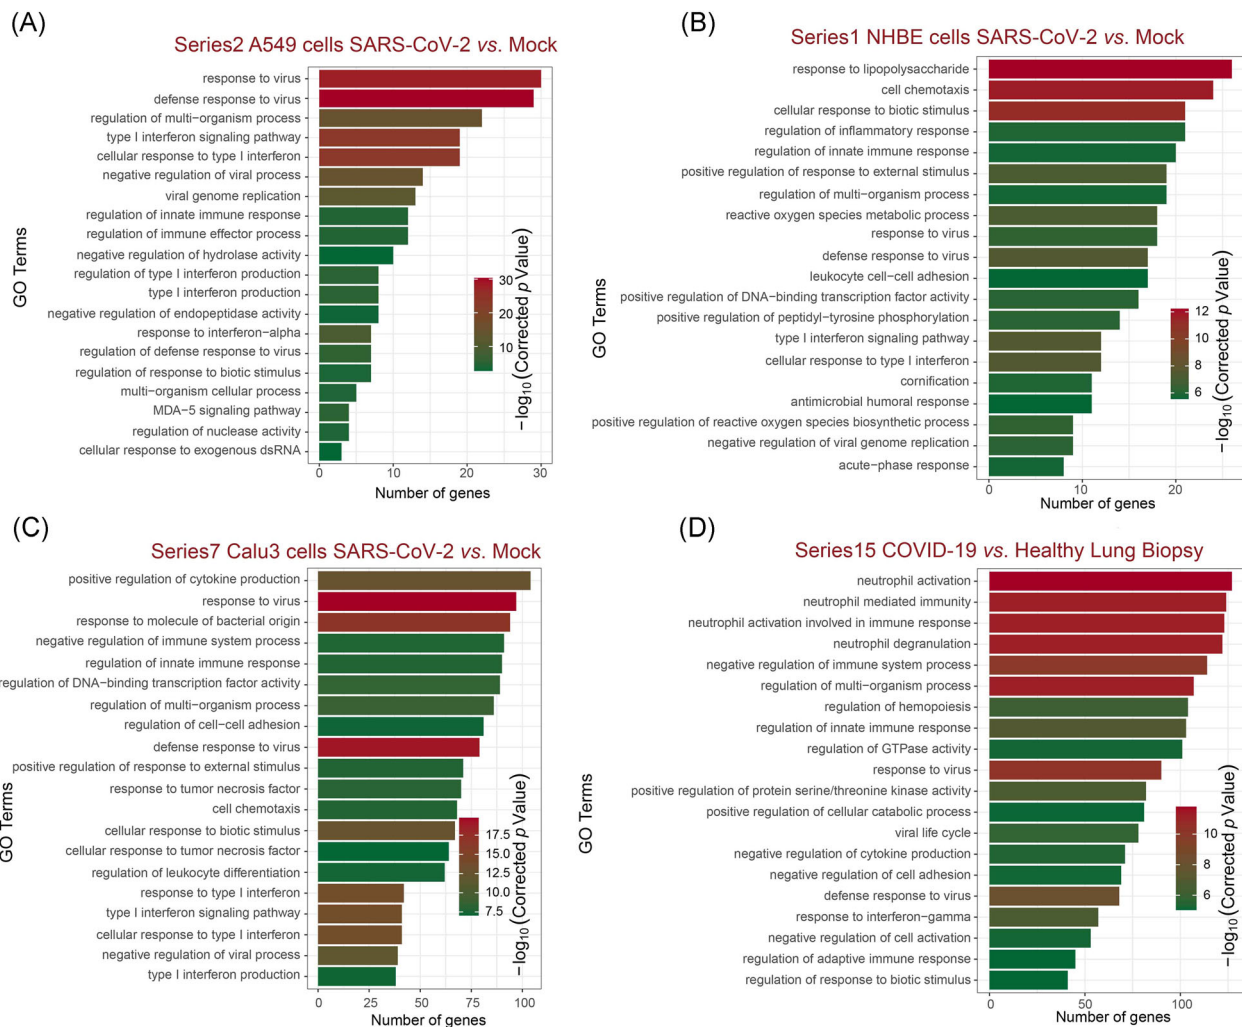 (A)
Series2 A549 cells SARS-CoV-2 vs. Mock
GO Terms
response to virus
defense response to virus
regulation of multi−organism process
type I interferon signaling pathway
cellular response to type I interferon
negative regulation of viral process
viral genome replication
regulation of innate immune response
regulation of immune effector process
negative regulation of hydrolase activity
regulation of type I interferon production
type I interferon production
negative regulation of endopeptidase activity
response to interferon−alpha
regulation of defense response to virus
regulation of response to biotic stimulus
multi−organism cellular process
MDA−5 signaling pathway
regulation of nuclease activity
cellular response to exogenous dsRNA
30
20
10
−log10(Corrected p Value)
0 10 20 30
Number of genes
(B)
Series1 NHBE cells SARS-CoV-2 vs. Mock
GO Terms
response to lipopolysaccharide
cell chemotaxis
cellular response to biotic stimulus
regulation of inflammatory response
regulation of innate immune response
positive regulation of response to external stimulus
regulation of multi−organism process
reactive oxygen species metabolic process
response to virus
defense response to virus
leukocyte cell−cell adhesion
positive regulation of DNA−binding transcription factor activity
positive regulation of peptidyl−tyrosine phosphorylation
type I interferon signaling pathway
cellular response to type I interferon
cornification
antimicrobial humoral response
positive regulation of reactive oxygen species biosynthetic process
negative regulation of viral genome replication
acute−phase response
12
10
8
6
−log10(Corrected p Value)
0 10 20
Number of genes
(C)
Series7 Calu3 cells SARS-CoV-2 vs. Mock
GO Terms
positive regulation of cytokine production
response to virus
response to molecule of bacterial origin
negative regulation of immune system process
regulation of innate immune response
regulation of DNA−binding transcription factor activity
regulation of multi−organism process
regulation of cell−cell adhesion
defense response to virus
positive regulation of response to external stimulus
response to tumor necrosis factor
cell chemotaxis
cellular response to biotic stimulus
cellular response to tumor necrosis factor
regulation of leukocyte differentiation
response to type I interferon
type I interferon signaling pathway
cellular response to type I interferon
negative regulation of viral process
type I interferon production
17.5
15.0
12.5
10.0
7.5
−log10(Corrected p Value)
0 25 50 75 100
Number of genes
(D)
Series15 COVID-19 vs. Healthy Lung Biopsy
GO Terms
neutrophil activation
neutrophil mediated immunity
neutrophil activation involved in immune response
neutrophil degranulation
negative regulation of immune system process
regulation of multi−organism process
regulation of hemopoiesis
regulation of innate immune response
regulation of GTPase activity
response to virus
positive regulation of protein serine/threonine kinase activity
positive regulation of cellular catabolic process
viral life cycle
negative regulation of cytokine production
negative regulation of cell adhesion
defense response to virus
response to interferon−gamma
negative regulation of cell activation
regulation of adaptive immune response
regulation of response to biotic stimulus
10
8
6
−log10(Corrected p Value)
0 50 100
Number of genes